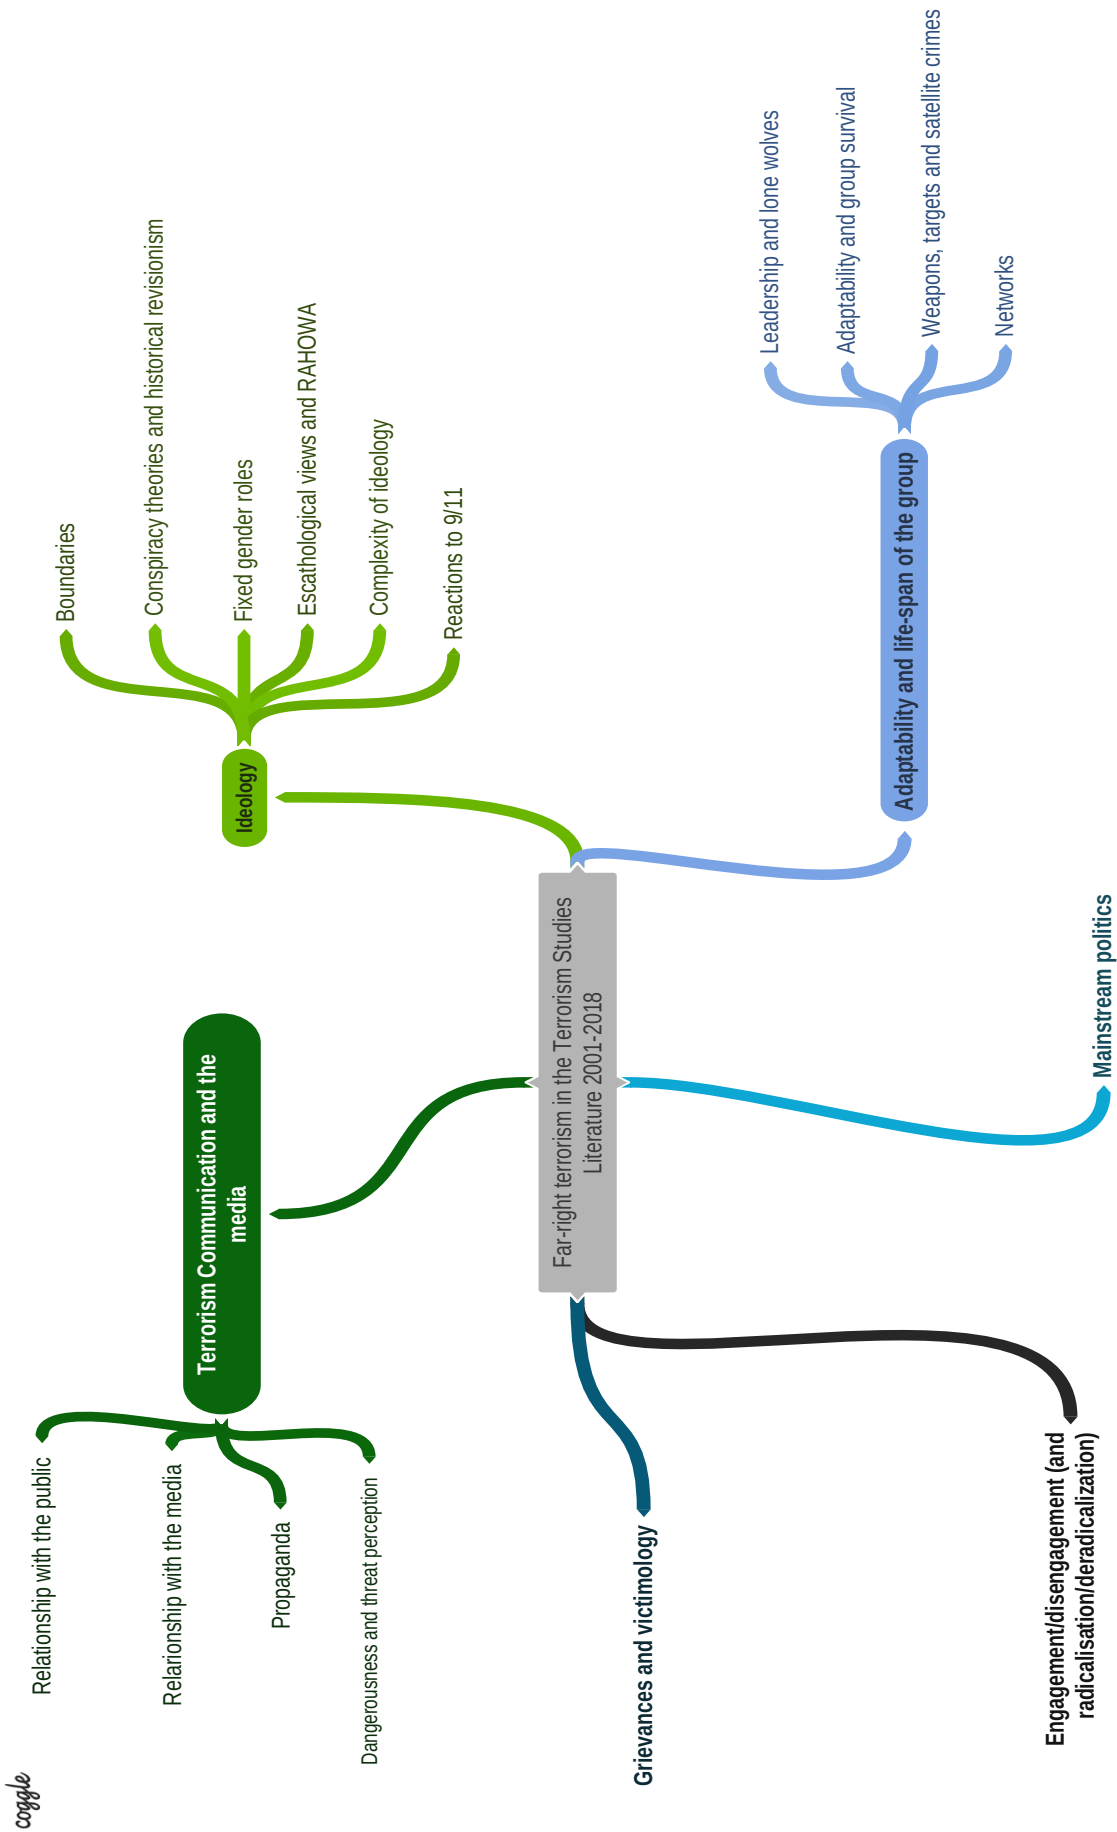 coggle
Relationship with the public
Relarionship with the media
Propaganda
Dangerousness and threat perception
Terrorism Communication and the
media
Ideology
Boundaries
Conspiracy theories and historical revisionism
Fixed gender roles
Escathological views and RAHOWA
Complexity of ideology
Reactions to 9/11
Far-right terrorism in the Terrorism Studies
Literature 2001-2018
Grievances and victimology
Engagement/disengagement (and
radicalisation/deradicalization)
Mainstream politics
Adaptability and life-span of the group
Leadership and lone wolves
Adaptability and group survival
Weapons, targets and satellite crimes
Networks